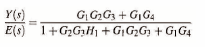 Y(s)/E(s) = (G₁G₂G₃ + G₁G₄)/(1 + G₂G₃H₁ + G₁G₂G₃ + G₁G₄)